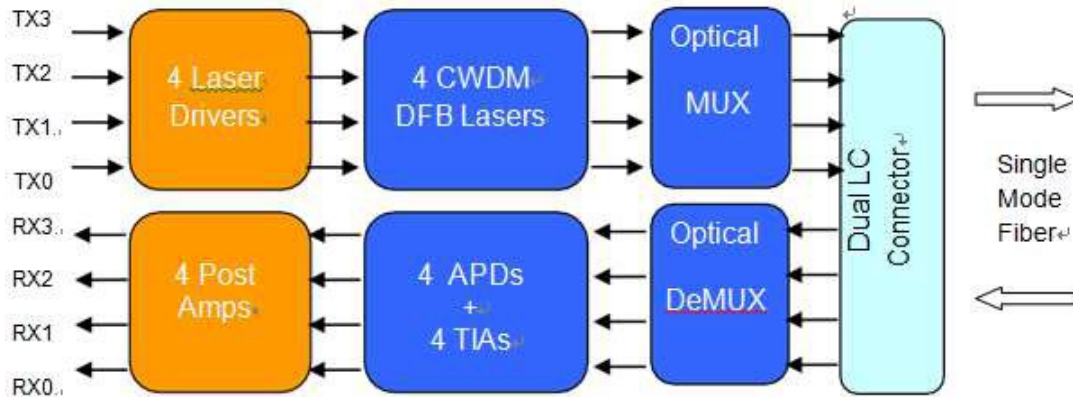 TX3
TX2
TX1
TX0
4 Laser
Drivers
4 CWDM
DFB Lasers
Optical
MUX
RX3
RX2
RX1
RX0
4 Post
Amps
4 APDs
+
4 TIAs
Optical
DeMUX
Dual LC
Connector
Single
Mode
Fiber